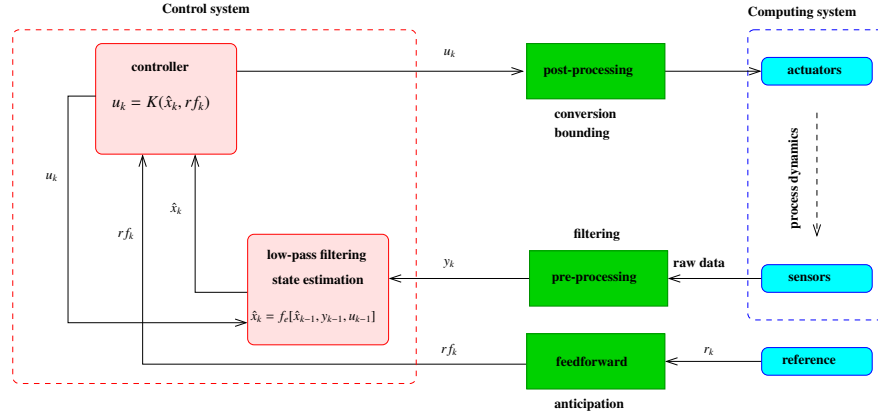 Control system
Computing system
controller
u_k = K(x̂_k, rf_k)
u_k
post-processing
actuators
conversion
bounding
u_k
x̂_k
rf_k
process dynamics
low-pass filtering
state estimation
x̂_k = f_e[x̂_{k-1}, y_{k-1}, u_{k-1}]
y_k
filtering
pre-processing
raw data
sensors
rf_k
feedforward
r_k
reference
anticipation